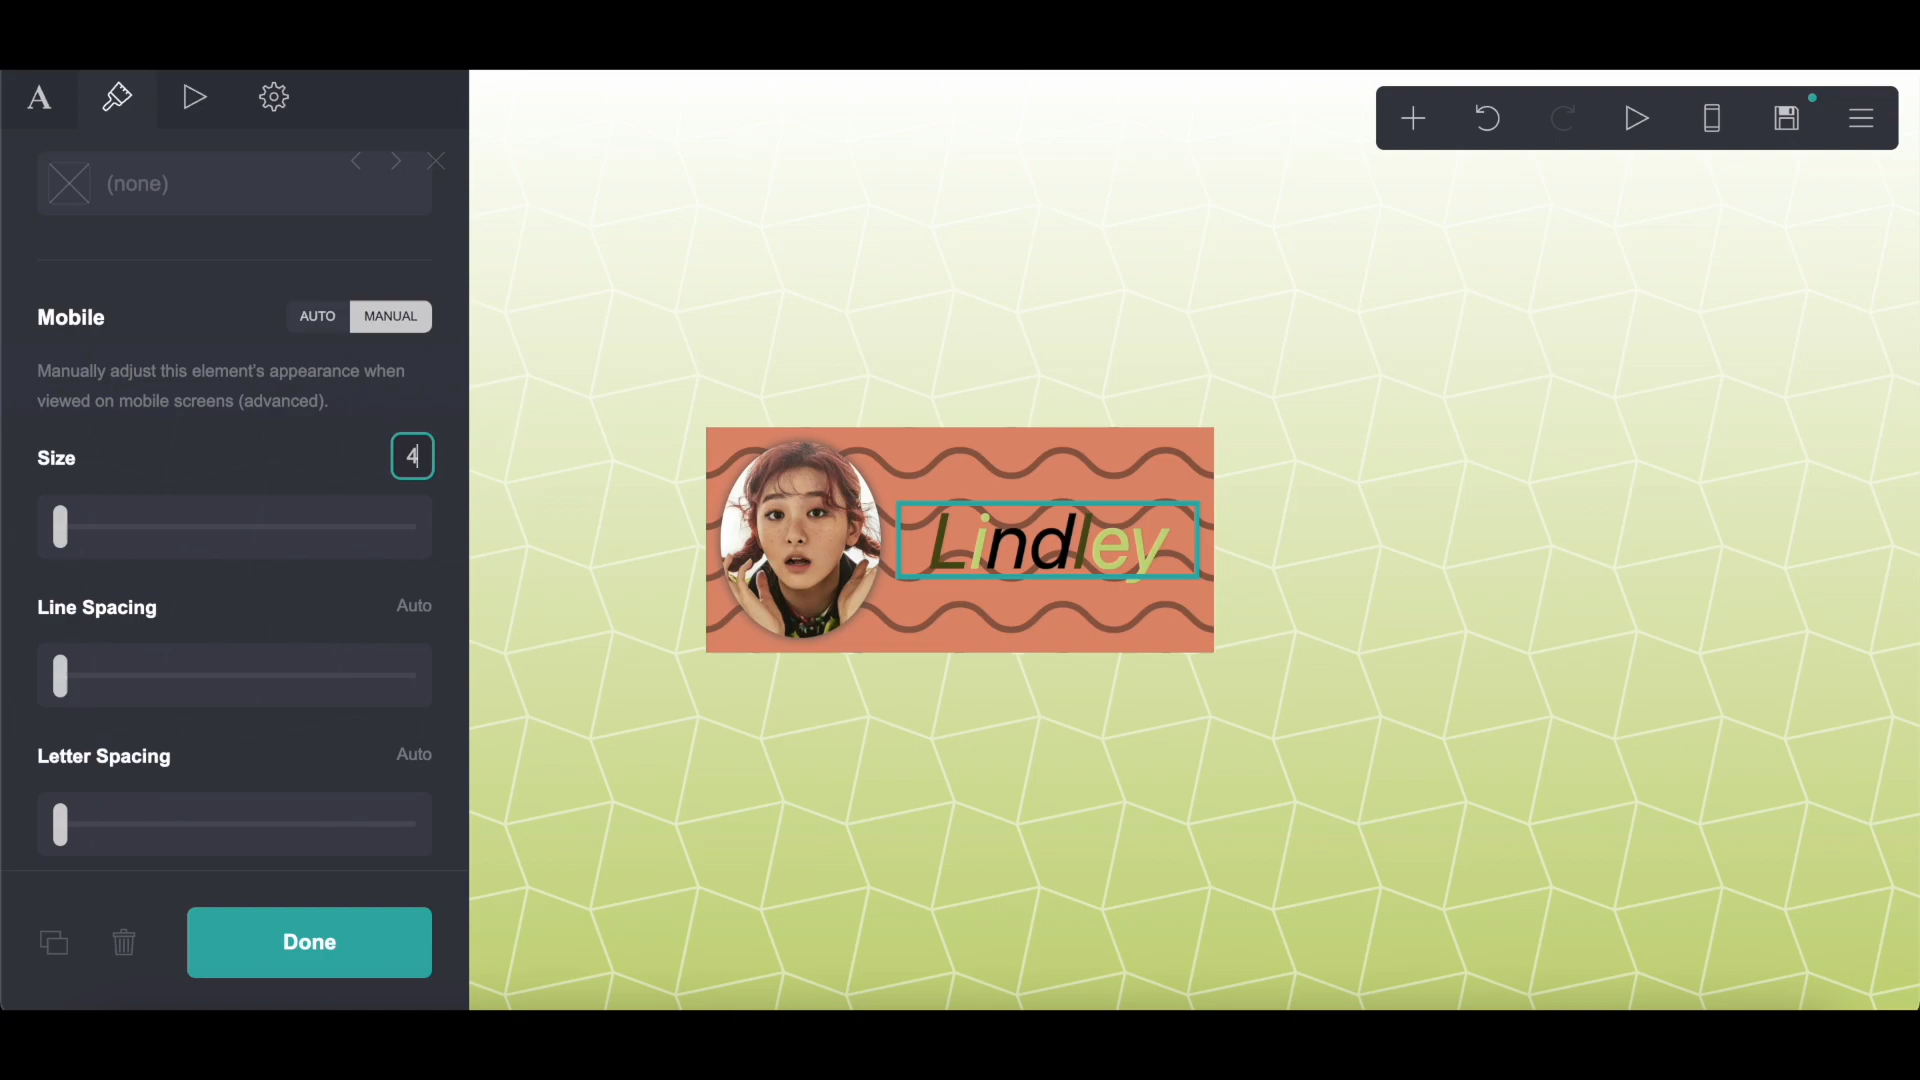 A
(none)
Mobile
AUTO
MANUAL
Manually adjust this element's appearance when
viewed on mobile screens (advanced).
Size
4
Line Spacing
Auto
Letter Spacing
Auto
Done
Lindley